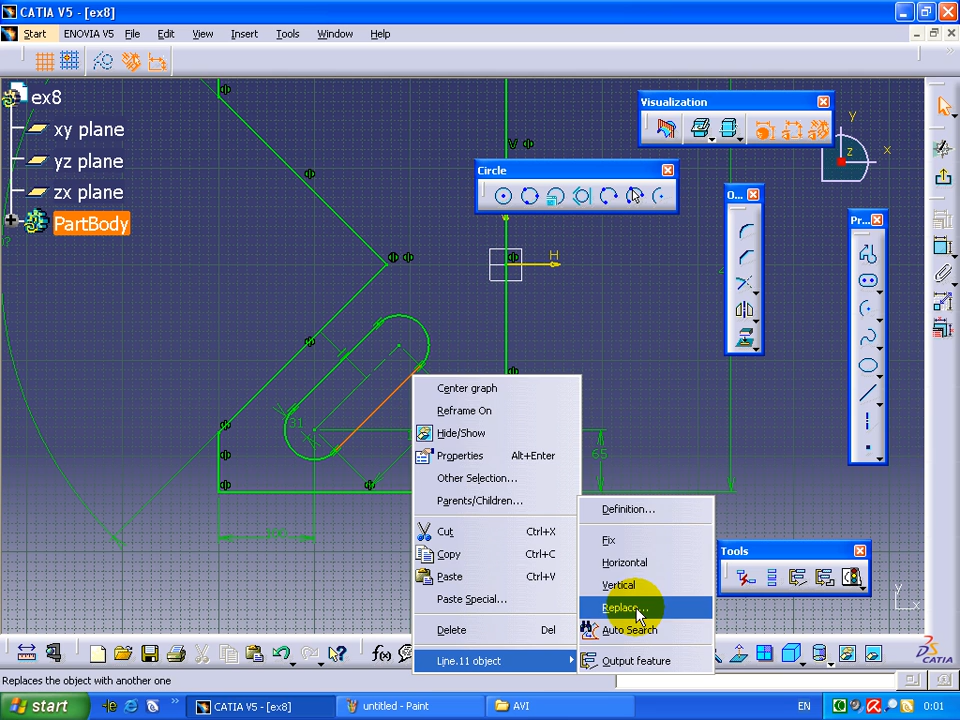 CATIA V5 - [ex8]
Start ENOVIA V5 File Edit View Insert Tools Window Help
ex8
xy plane
yz plane
zx plane
PartBody
Visualization
Circle
O...
Pr...
y
x
z
V
H
31
65
Center graph
Reframe On
Hide/Show
Properties Alt+Enter
Other Selection...
Parents/Children...
Cut Ctrl+X
Copy Ctrl+C
Paste Ctrl+V
Paste Special...
Delete Del
Line.11 object
Definition...
Fix
Horizontal
Vertical
Replace...
Auto Search
Output feature
Tools
y
x
f(x)
CATIA
Replaces the object with another one
start CATIA V5 - [ex8] untitled - Paint AVI EN 0:01